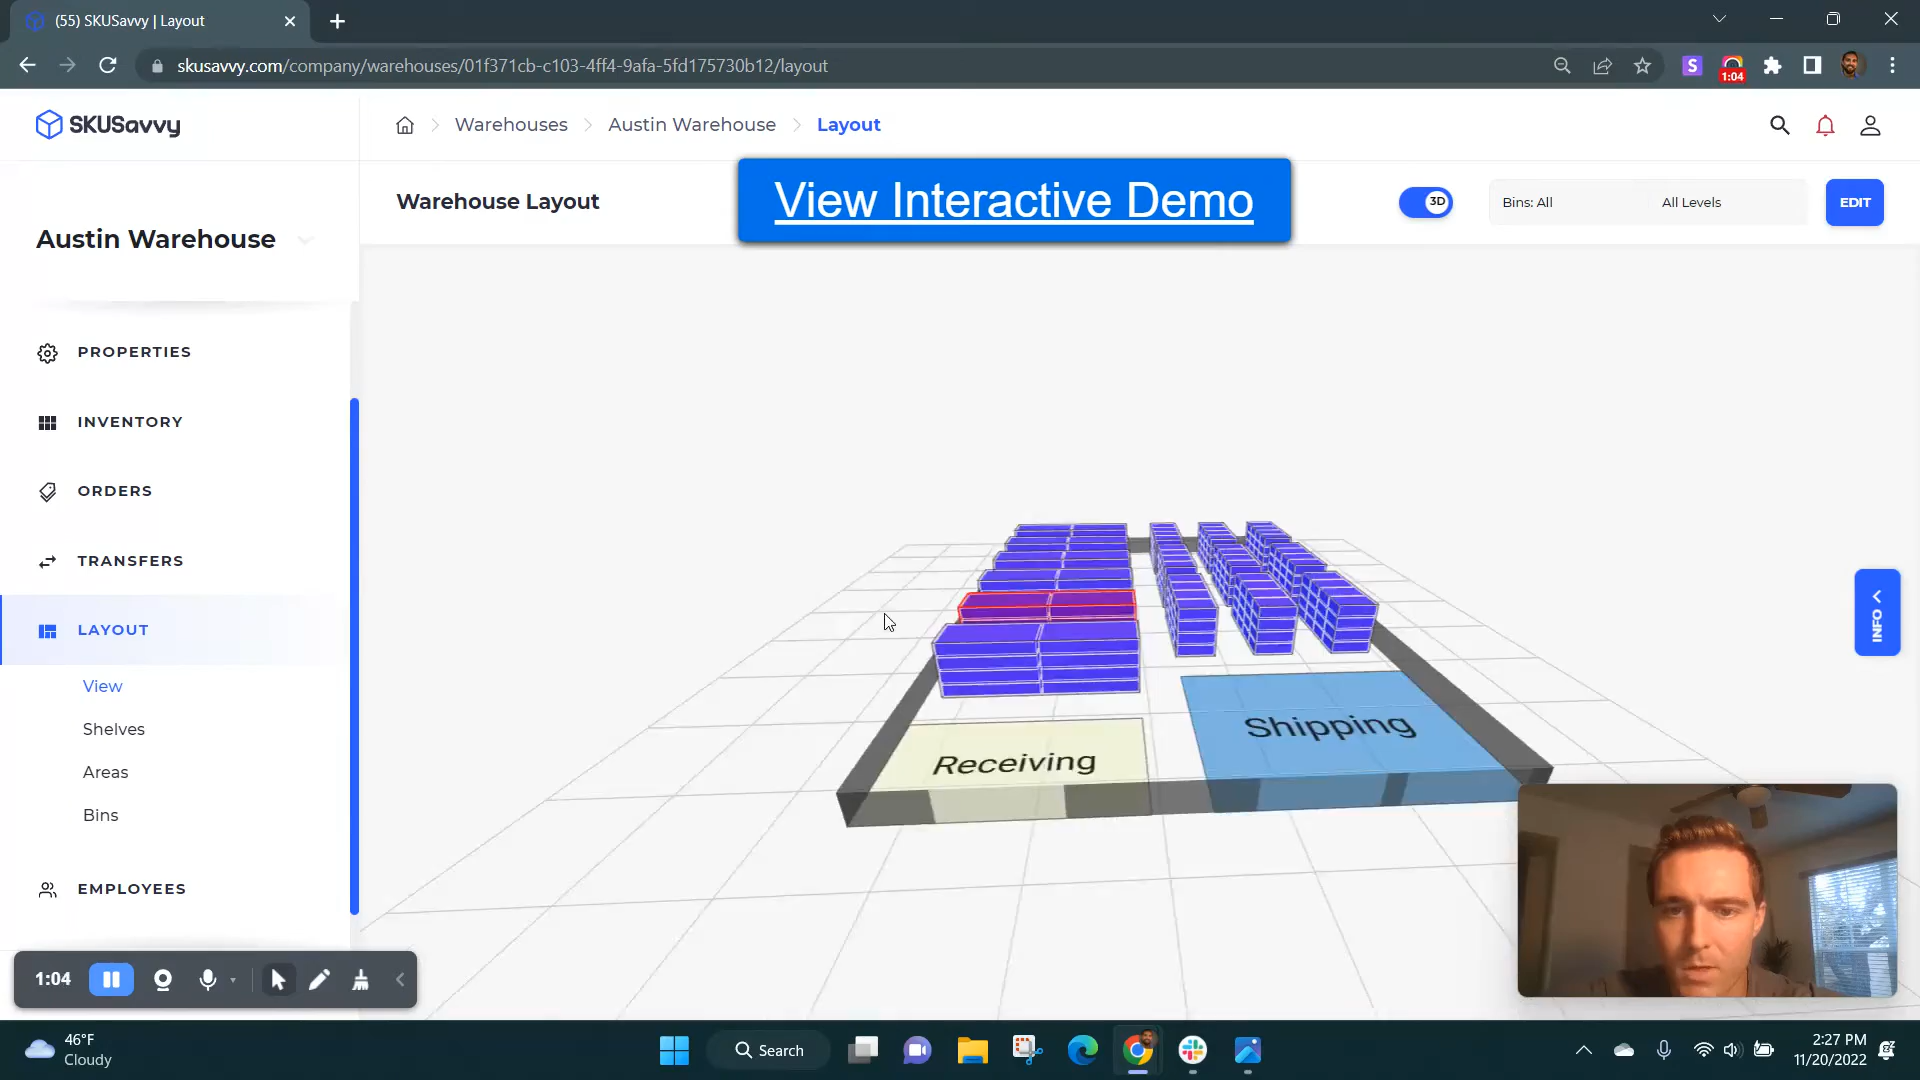 (55) SKUSavvy | Layout
skusavvy.com/company/warehouses/01f371cb-c103-4ff4-9afa-5fd175730b12/layout
S
1:04
SKUSavvy
Warehouses
Austin Warehouse
Layout
Warehouse Layout
View Interactive Demo
3D
Bins: All
All Levels
EDIT
Austin Warehouse
PROPERTIES
INVENTORY
ORDERS
TRANSFERS
LAYOUT
View
Shelves
Areas
Bins
EMPLOYEES
INFO
Receiving
Shipping
1:04
46°F
Cloudy
Search
2:27 PM
11/20/2022